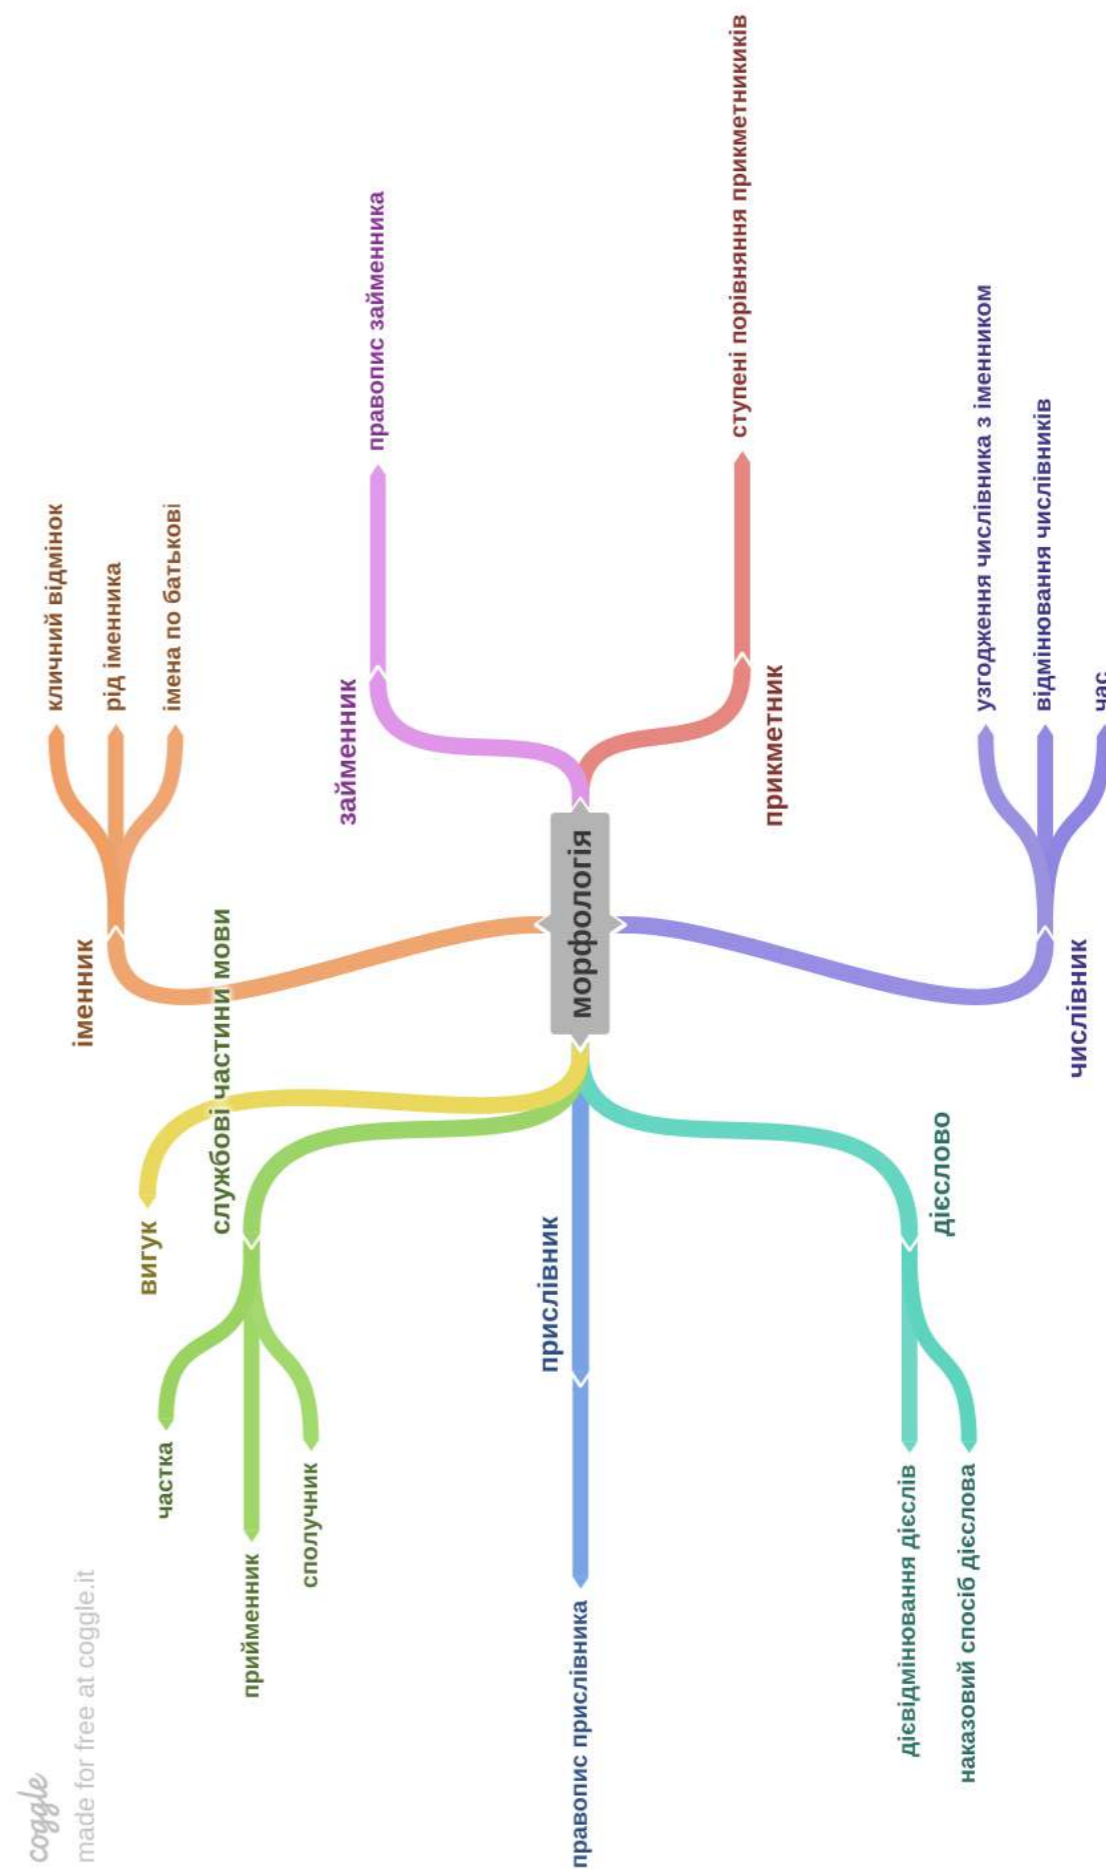 coggle
made for free at coggle.it
морфологія
іменник
кличний відмінок
рід іменника
імена по батькові
займенник
правопис займенника
прикметник
ступені порівняння прикметникиків
числівник
узгодження числівника з іменником
відмінювання числівників
час
дієслово
дієвідмінювання дієслів
наказовий спосіб дієслова
прислівник
правопис прислівника
службові частини мови
частка
прийменник
сполучник
вигук